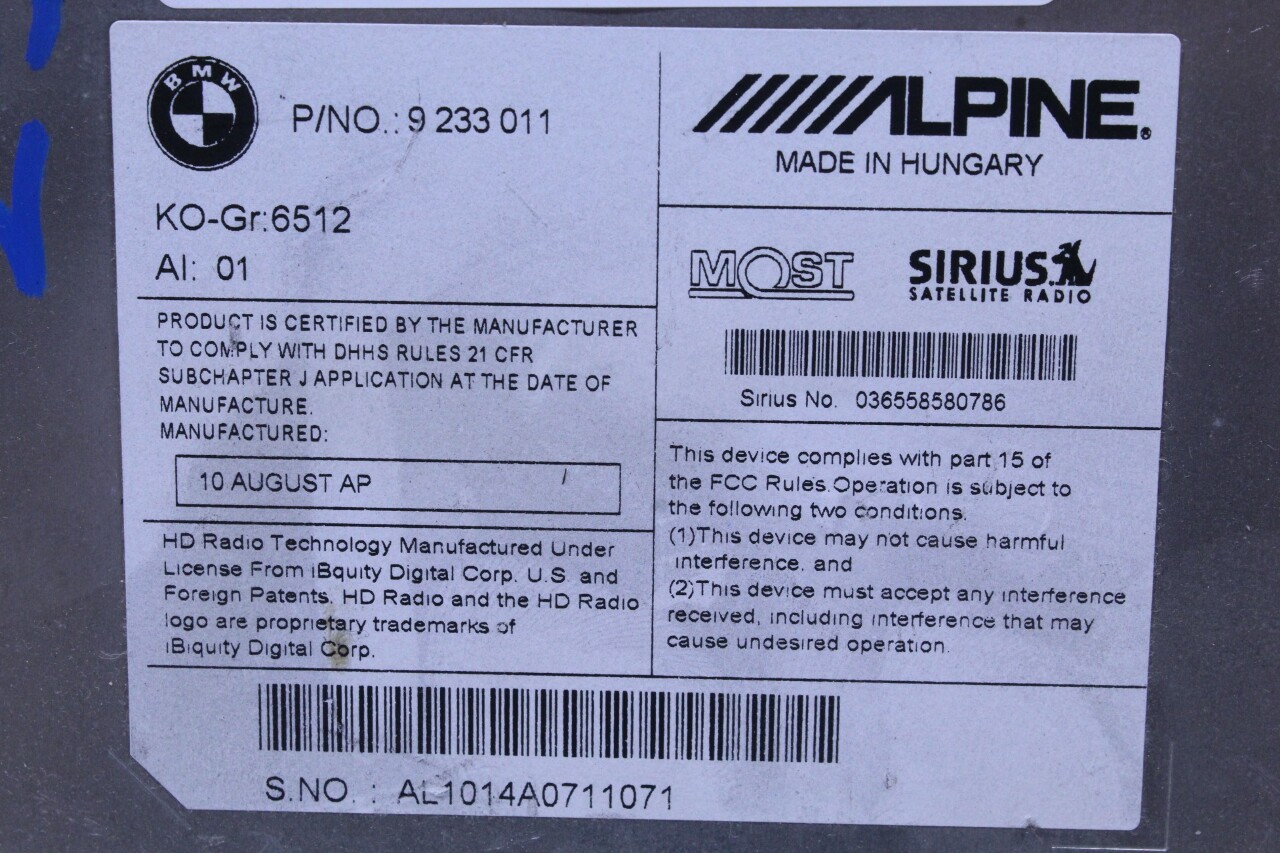 BMW
P/NO.: 9 233 011
KO-Gr:6512
AI: 01
PRODUCT IS CERTIFIED BY THE MANUFACTURER
TO COMPLY WITH DHHS RULES 21 CFR
SUBCHAPTER J APPLICATION AT THE DATE OF
MANUFACTURE.
MANUFACTURED:
10 AUGUST AP
HD Radio Technology Manufactured Under
License From iBquity Digital Corp. U.S. and
Foreign Patents. HD Radio and the HD Radio
logo are proprietary trademarks of
iBiquity Digital Corp.
ALPINE®
MADE IN HUNGARY
MOST
SIRIUS
SATELLITE RADIO
Sirius No. 036558580786
This device complies with part 15 of
the FCC Rules. Operation is subject to
the following two conditions.
(1)This device may not cause harmful
interference, and
(2)This device must accept any interference
received, including interference that may
cause undesired operation.
S.NO. : AL1014A0711071